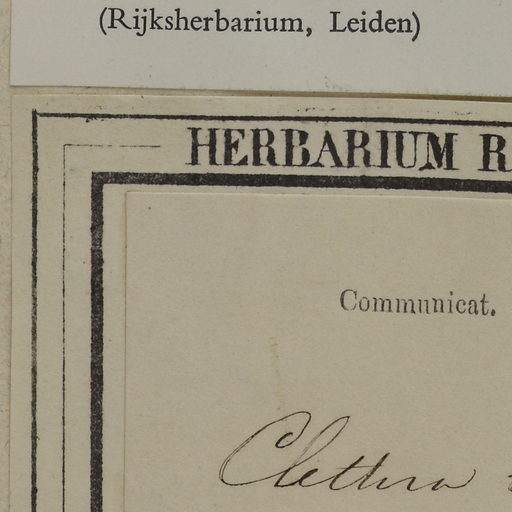 (Rijksherbarium, Leiden)
HERBARIUM R
Communicat.
Clethra